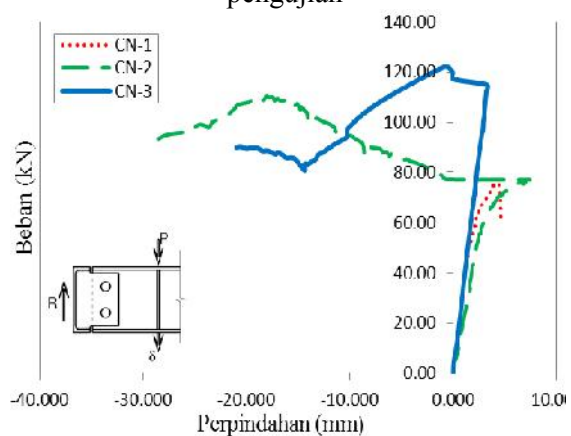 pengujian
140.00
CN-1
CN-2
CN-3
120.00
100.00
80.00
60.00
40.00
20.00
0.00
Beban (kN)
P
R
δ
-40.000 -30.000 -20.000 -10.000 0.000 10.00
Perpindahan (mm)